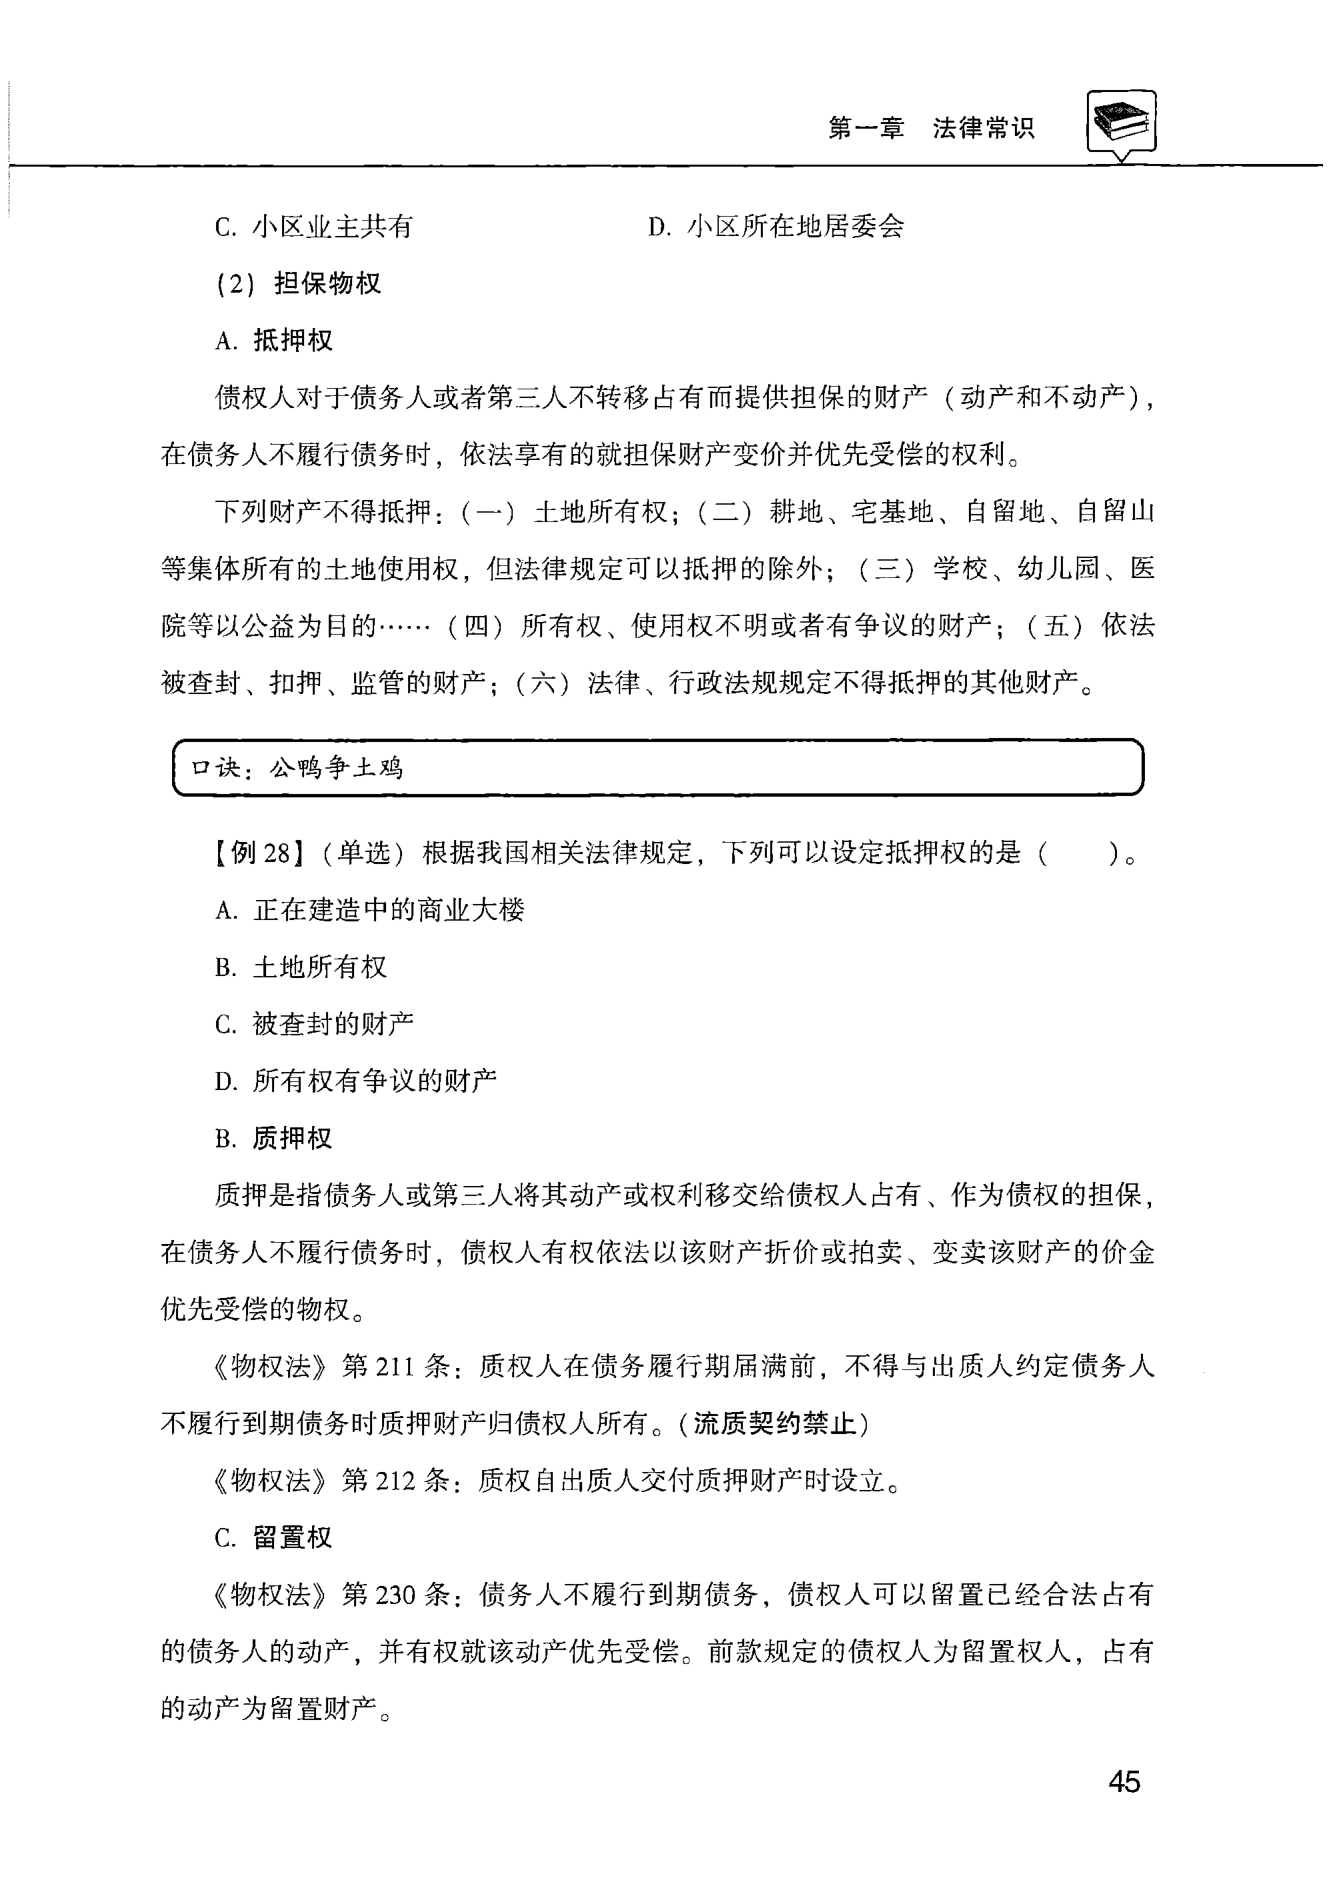 第一章 法律常识
C. 小区业主共有 D. 小区所在地居委会
(2) 担保物权
A. 抵押权
债权人对于债务人或者第三人不转移占有而提供担保的财产（动产和不动产），
在债务人不履行债务时，依法享有的就担保财产变价并优先受偿的权利。
下列财产不得抵押：（一）土地所有权；（二）耕地、宅基地、自留地、自留山
等集体所有的土地使用权，但法律规定可以抵押的除外；（三）学校、幼儿园、医
院等以公益为目的……（四）所有权、使用权不明或者有争议的财产；（五）依法
被查封、扣押、监管的财产；（六）法律、行政法规规定不得抵押的其他财产。
口诀：公鸭争土鸡
【例 28】（单选）根据我国相关法律规定，下列可以设定抵押权的是（ ）。
A. 正在建造中的商业大楼
B. 土地所有权
C. 被查封的财产
D. 所有权有争议的财产
B. 质押权
质押是指债务人或第三人将其动产或权利移交给债权人占有、作为债权的担保，
在债务人不履行债务时，债权人有权依法以该财产折价或拍卖、变卖该财产的价金
优先受偿的物权。
《物权法》第 211 条：质权人在债务履行期届满前，不得与出质人约定债务人
不履行到期债务时质押财产归债权人所有。（流质契约禁止）
《物权法》第 212 条：质权自出质人交付质押财产时设立。
C. 留置权
《物权法》第 230 条：债务人不履行到期债务，债权人可以留置已经合法占有
的债务人的动产，并有权就该动产优先受偿。前款规定的债权人为留置权人，占有
的动产为留置财产。
45